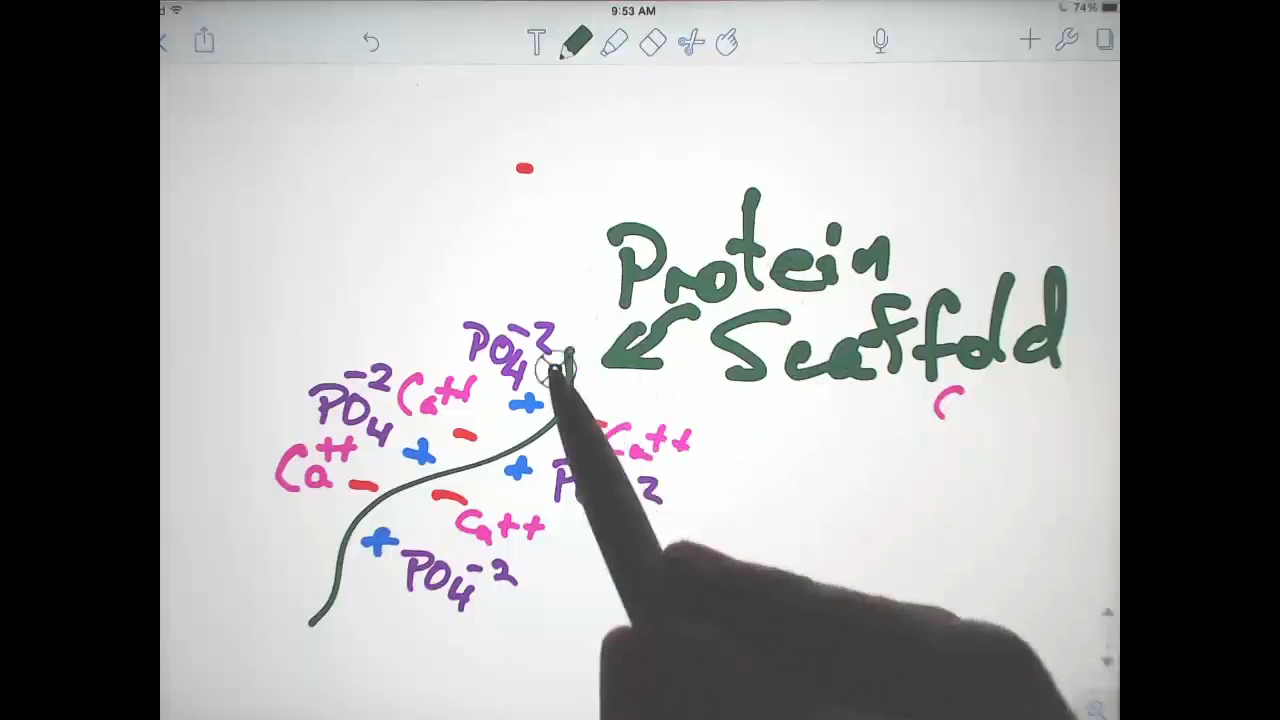 9:53 AM
74%
T
Protein
Scaffold
PO4-2
PO4-2 Ca++
Ca++
Ca++
Ca++
PO4-2